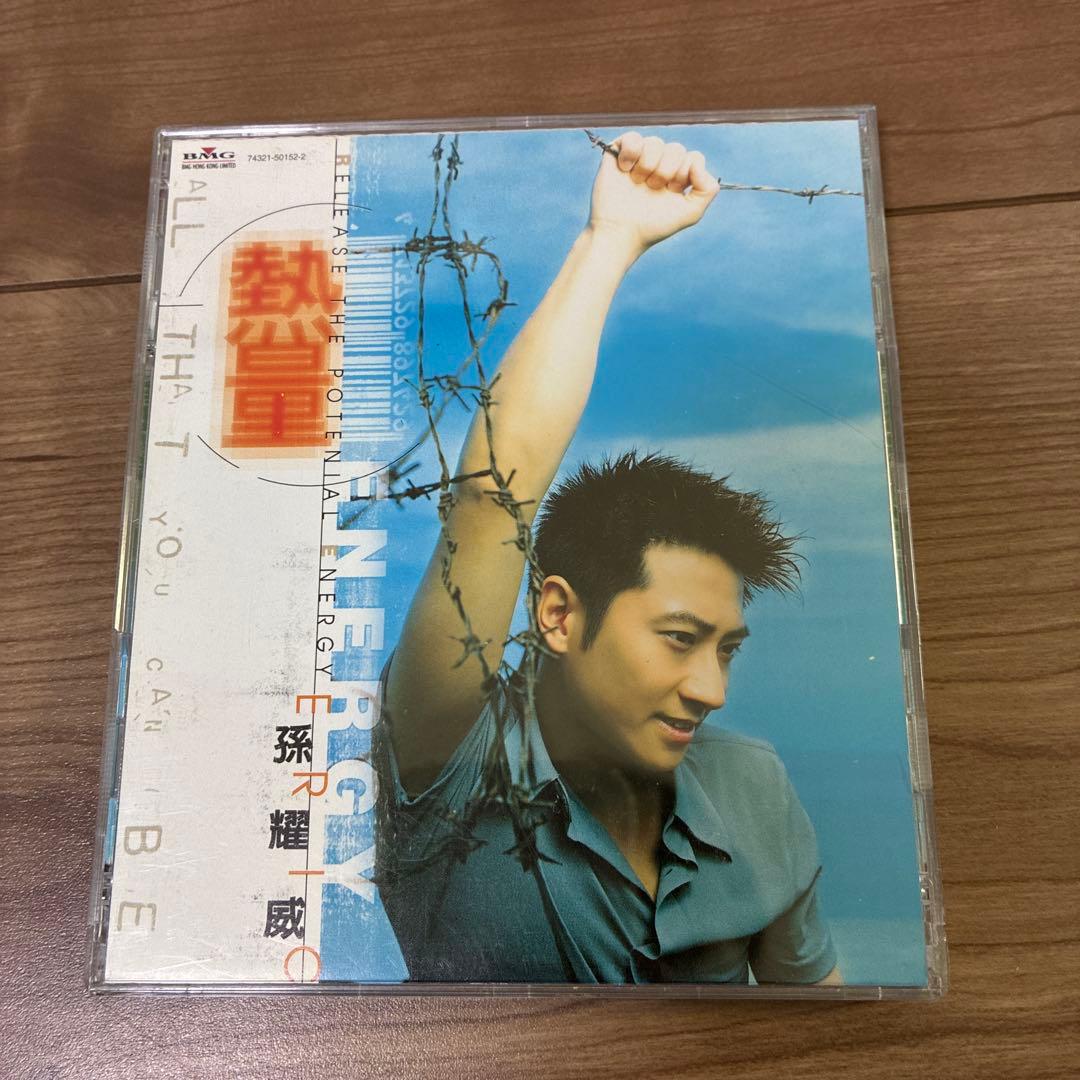 BMG
BMG HONG KONG LIMITED
74321-50152-2
ALL THAT YOU CAN BE
熱量
RELEASE THE POTENIAL ENERGY
ENERGY
ERIC
孫耀威